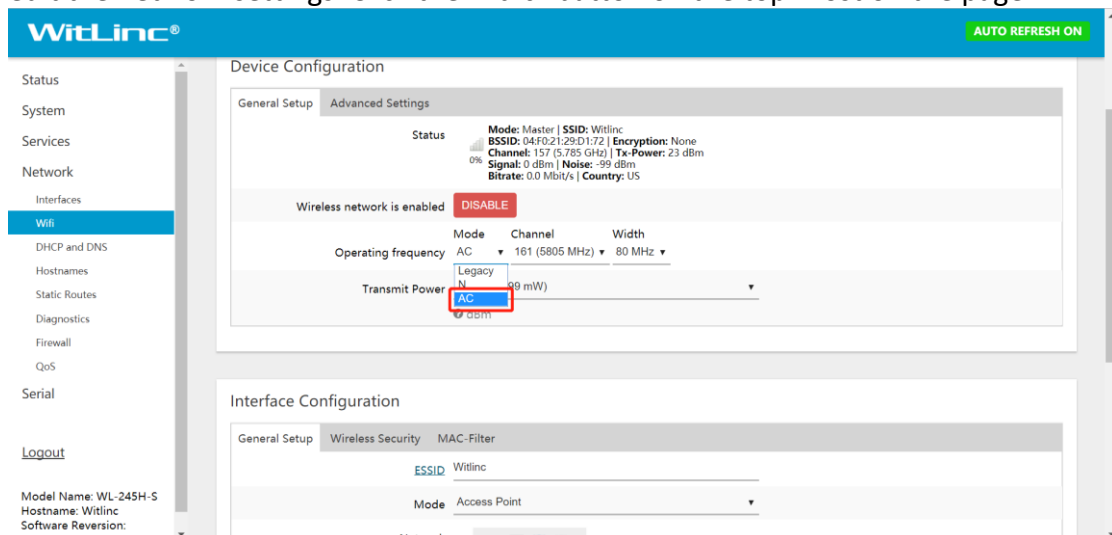 WitLinc®
AUTO REFRESH ON
Status
System
Services
Network
Interfaces
Wifi
DHCP and DNS
Hostnames
Static Routes
Diagnostics
Firewall
QoS
Serial
Logout
Model Name: WL-245H-S
Hostname: Witlinc
Software Reversion:
Device Configuration
General Setup Advanced Settings
Status
0%
Mode: Master | SSID: Witlinc
BSSID: 04:F0:21:29:D1:72 | Encryption: None
Channel: 157 (5.785 GHz) | Tx-Power: 23 dBm
Signal: 0 dBm | Noise: -99 dBm
Bitrate: 0.0 Mbit/s | Country: US
Wireless network is enabled DISABLE
Mode Channel Width
Operating frequency AC 161 (5805 MHz) 80 MHz
Legacy
N
AC
Transmit Power 99 mW)
dBm
Interface Configuration
General Setup Wireless Security MAC-Filter
ESSID Witlinc
Mode Access Point